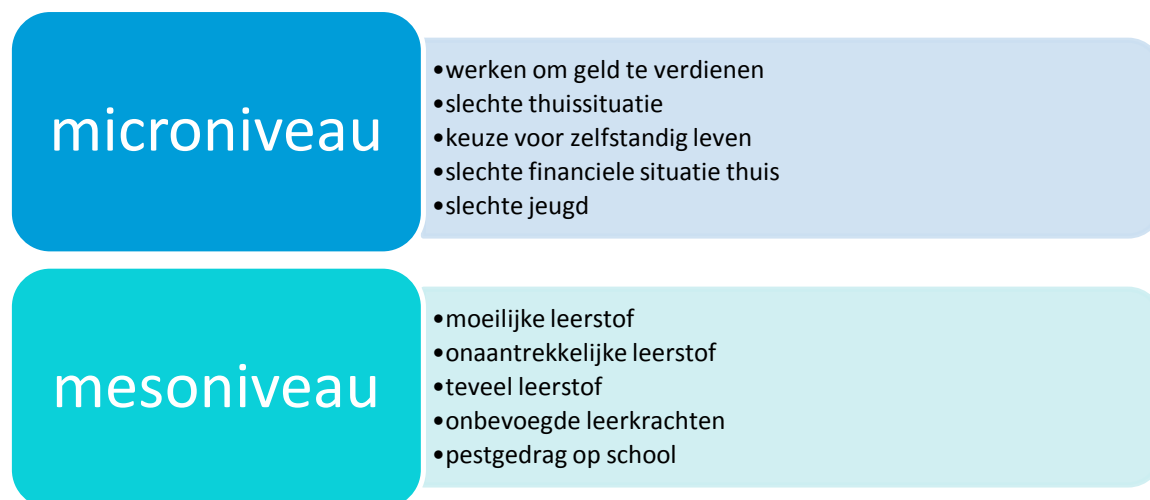 microniveau
•werken om geld te verdienen
•slechte thuissituatie
•keuze voor zelfstandig leven
•slechte financiele situatie thuis
•slechte jeugd
mesoniveau
•moeilijke leerstof
•onaantrekkelijke leerstof
•teveel leerstof
•onbevoegde leerkrachten
•pestgedrag op school